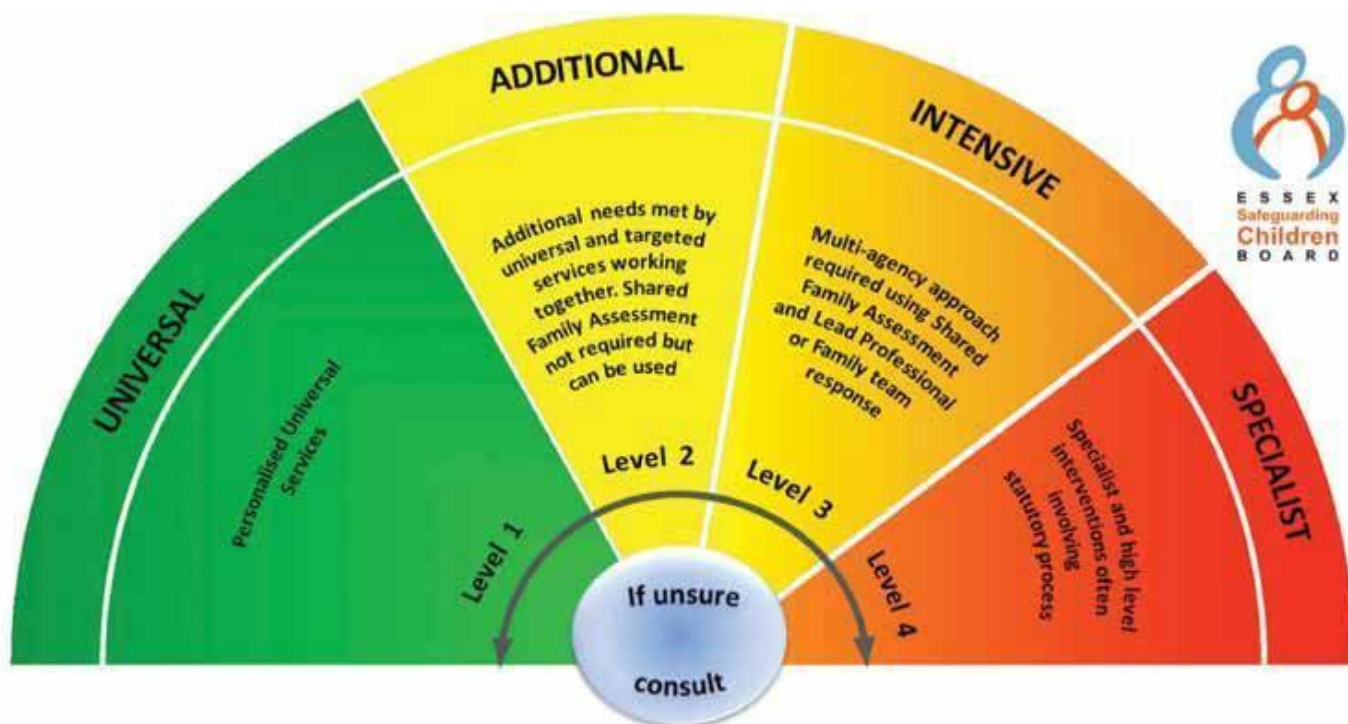 UNIVERSAL
Personalised Universal
Services
Level 1
ADDITIONAL
Additional needs met by
universal and targeted
services working
together. Shared
Family Assessment
not required but
can be used
Level 2
INTENSIVE
Multi-agency approach
required using Shared
Family Assessment
and Lead Professional
or Family team
response
Level 3
SPECIALIST
Specialist and high level
interventions often
involving
statutory process
Level 4
If unsure
consult
ESSEX
Safeguarding
Children
BOARD